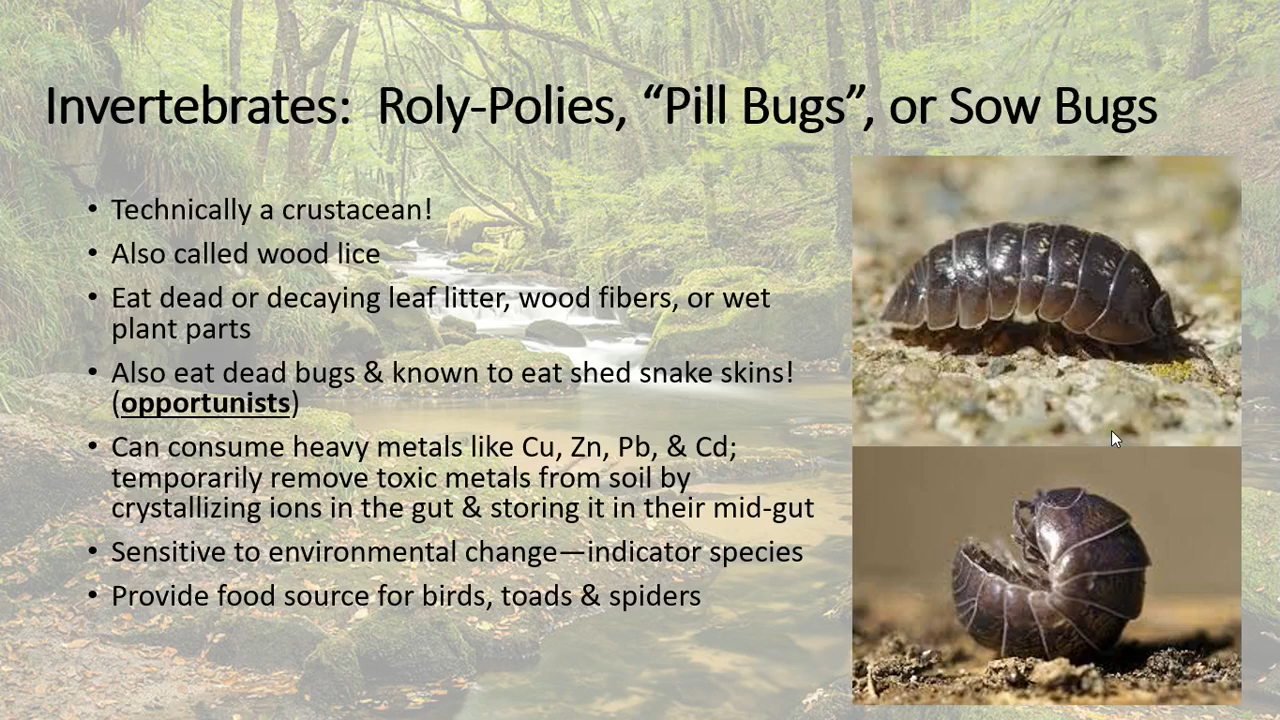 Invertebrates:  Roly-Polies, “Pill Bugs”, or Sow Bugs
• Technically a crustacean!
• Also called wood lice
• Eat dead or decaying leaf litter, wood fibers, or wet
plant parts
• Also eat dead bugs & known to eat shed snake skins!
(opportunists)
• Can consume heavy metals like Cu, Zn, Pb, & Cd;
temporarily remove toxic metals from soil by
crystallizing ions in the gut & storing it in their mid-gut
• Sensitive to environmental change—indicator species
• Provide food source for birds, toads & spiders